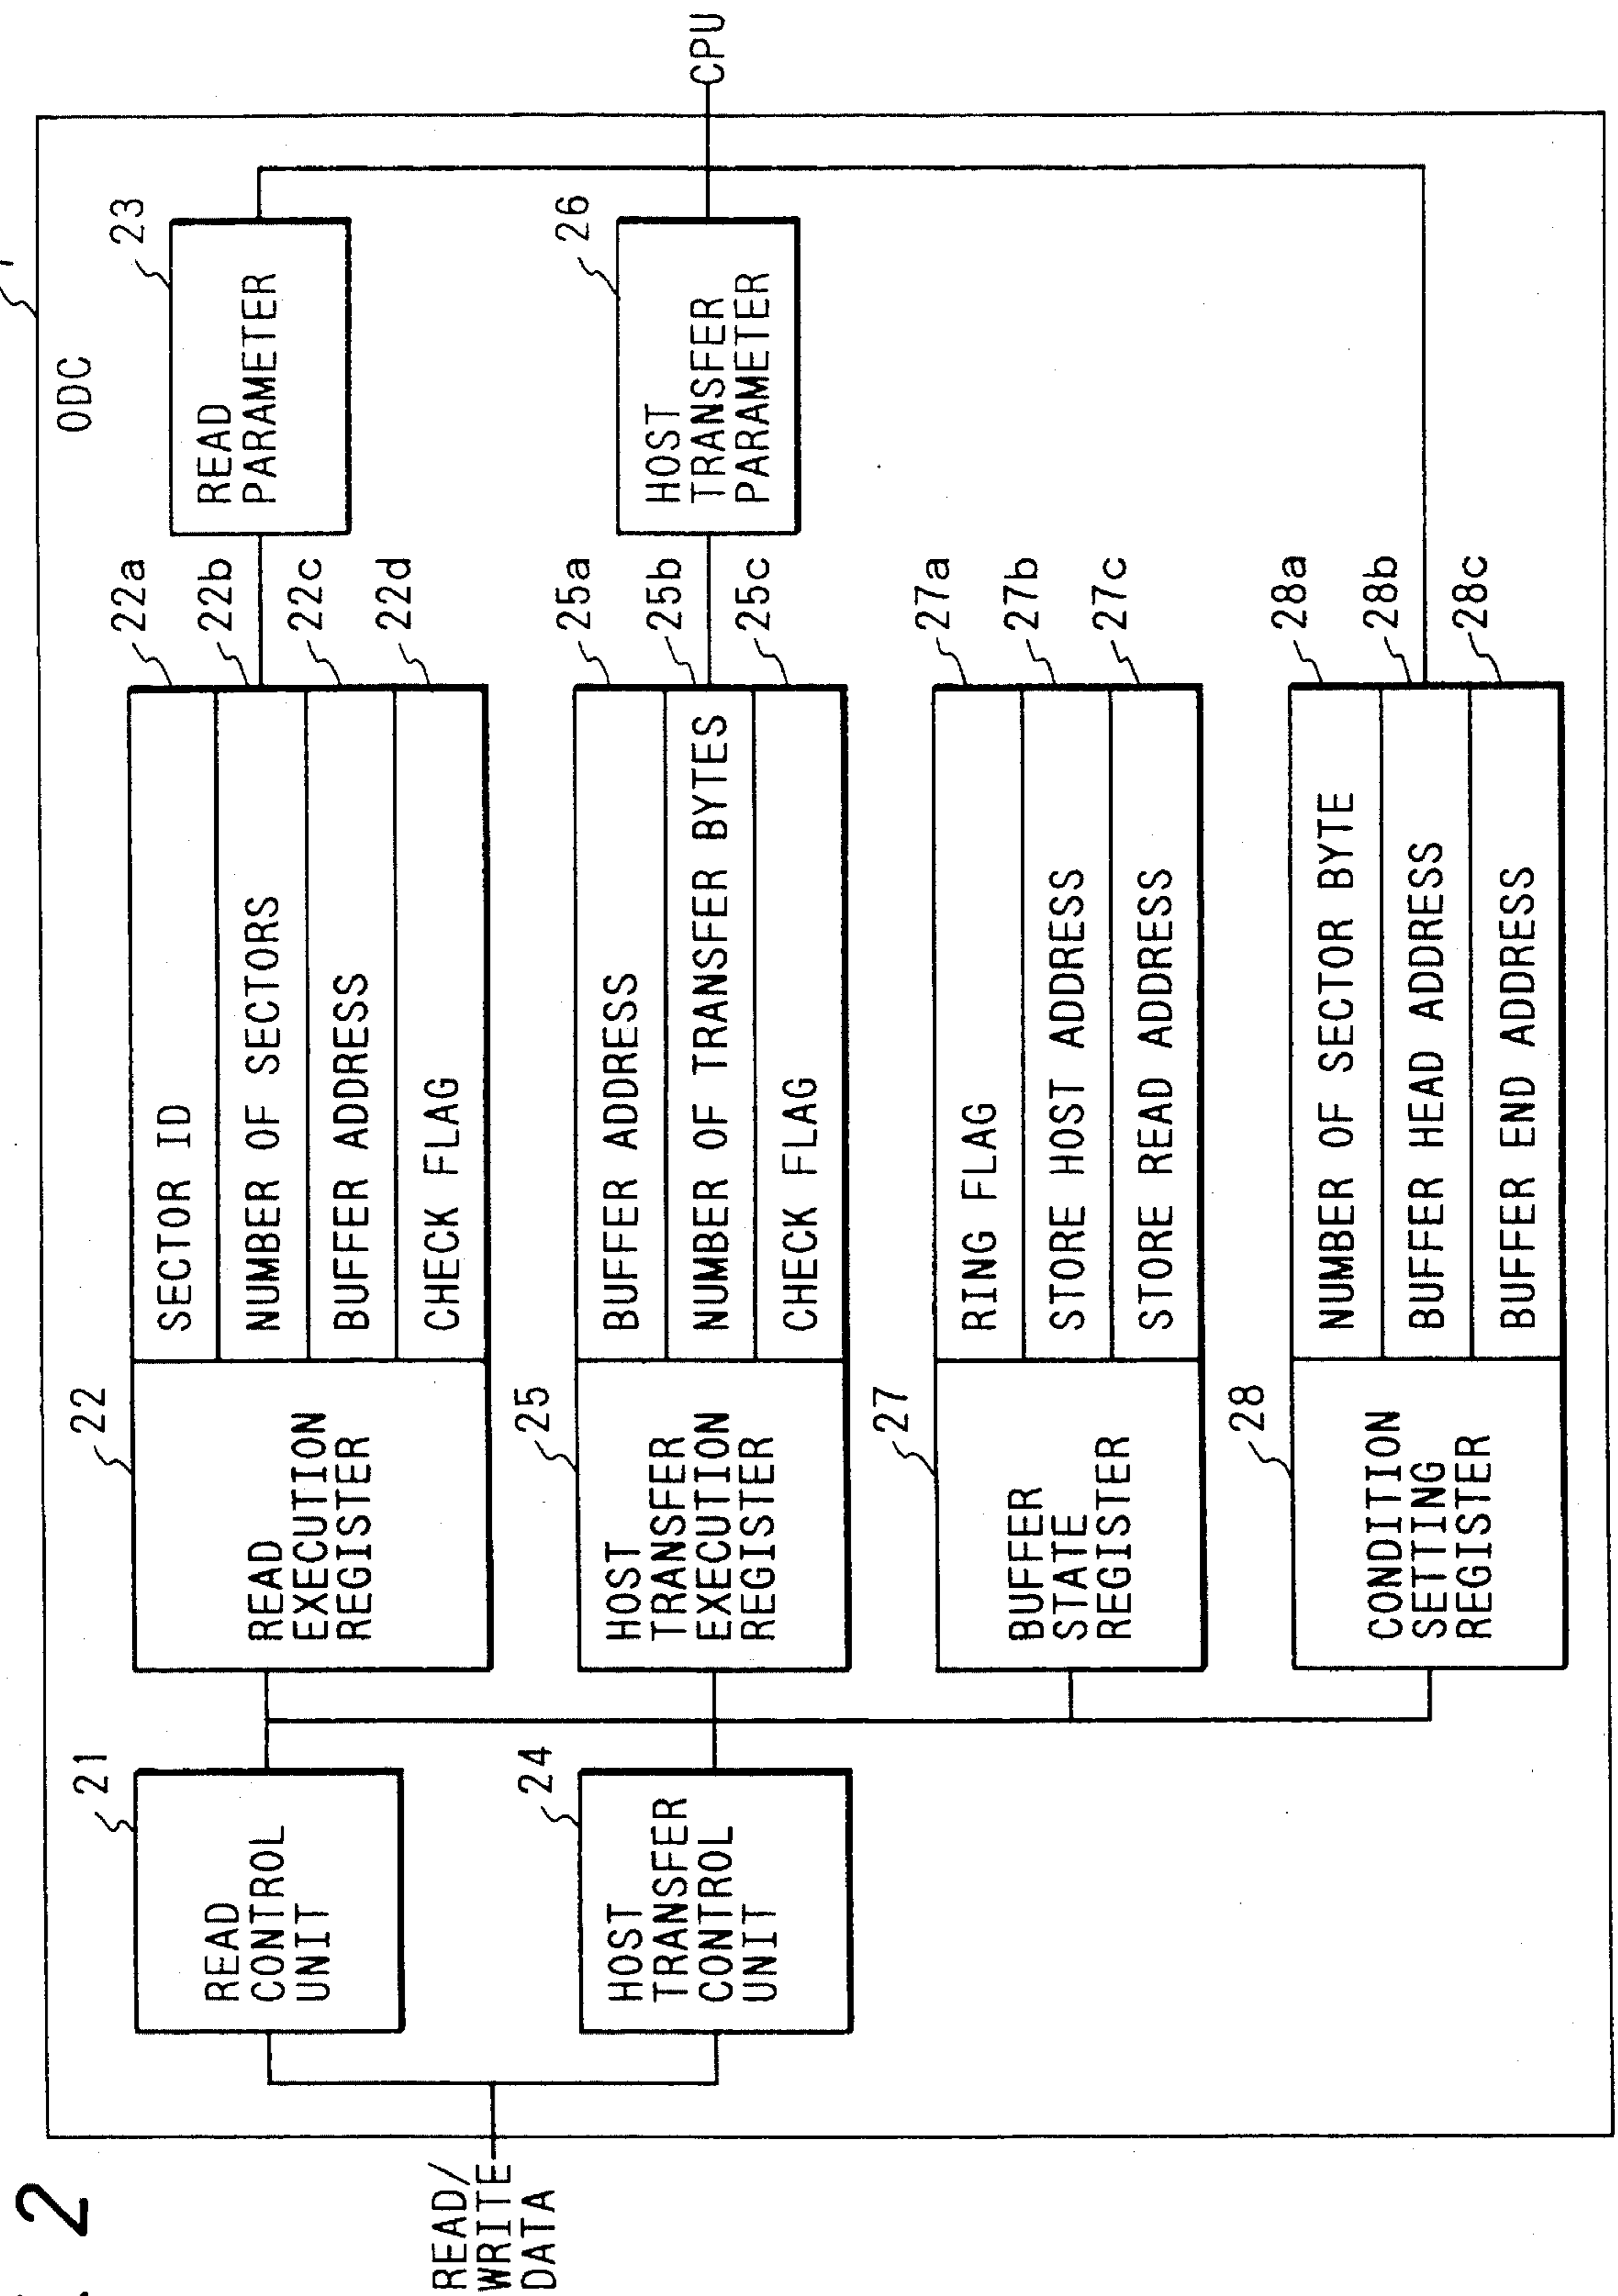 2
ODC
READ/
WRITE
DATA
CPU
21
READ
CONTROL
UNIT
22
READ
EXECUTION
REGISTER
SECTOR ID
22a
NUMBER OF SECTORS
22b
BUFFER ADDRESS
22c
CHECK FLAG
22d
23
READ
PARAMETER
24
HOST
TRANSFER
CONTROL
UNIT
25
HOST
TRANSFER
EXECUTION
REGISTER
BUFFER ADDRESS
25a
NUMBER OF TRANSFER BYTES
25b
CHECK FLAG
25c
26
HOST
TRANSFER
PARAMETER
27
BUFFER
STATE
REGISTER
RING FLAG
27a
STORE HOST ADDRESS
27b
STORE READ ADDRESS
27c
28
CONDITION
SETTING
REGISTER
NUMBER OF SECTOR BYTE
28a
BUFFER HEAD ADDRESS
28b
BUFFER END ADDRESS
28c